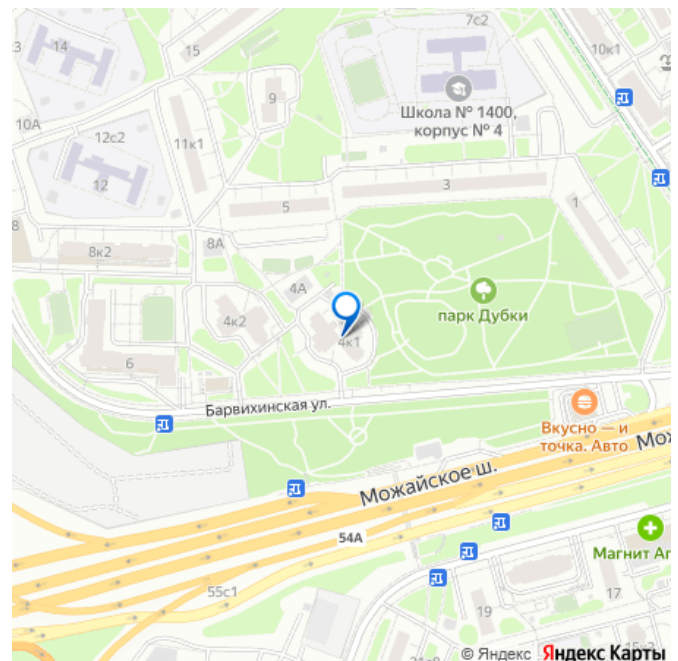 7с2
10к1
14
15
9
Школа № 1400,
корпус № 4
10А
12с2
11к1
12
3
5
1
8
8А
8к2
4А
парк Дубки
4к2
4к1
6
Барвихинская ул.
Вкусно — и
точка. Авто
Можайское ш.
Мож
54А
Магнит Ап
55с1
19
17
© Яндекс Яндекс Карты